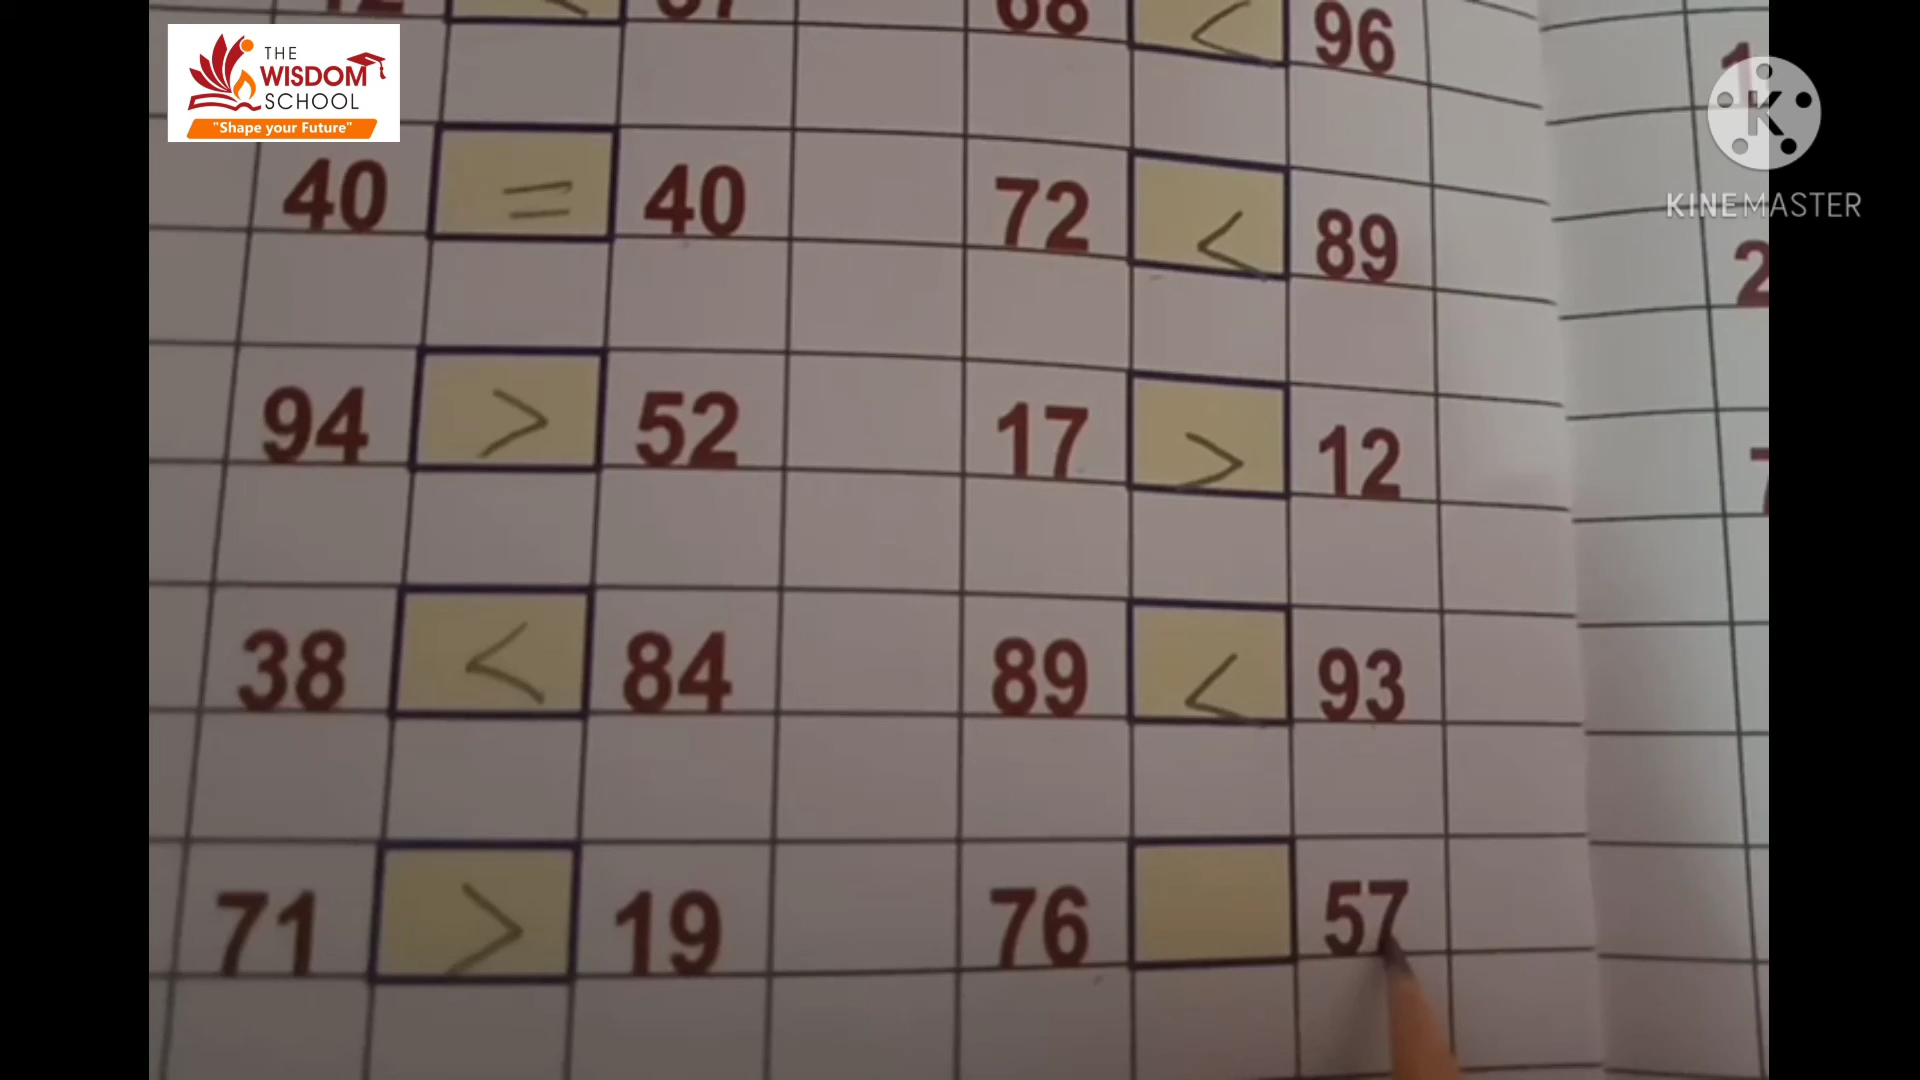 THE
WISDOM
SCHOOL
"Shape your Future"
KINEMASTER
68 < 96
40 = 40 72 < 89
94 > 52 17 > 12
38 < 84 89 < 93
71 > 19 76 57